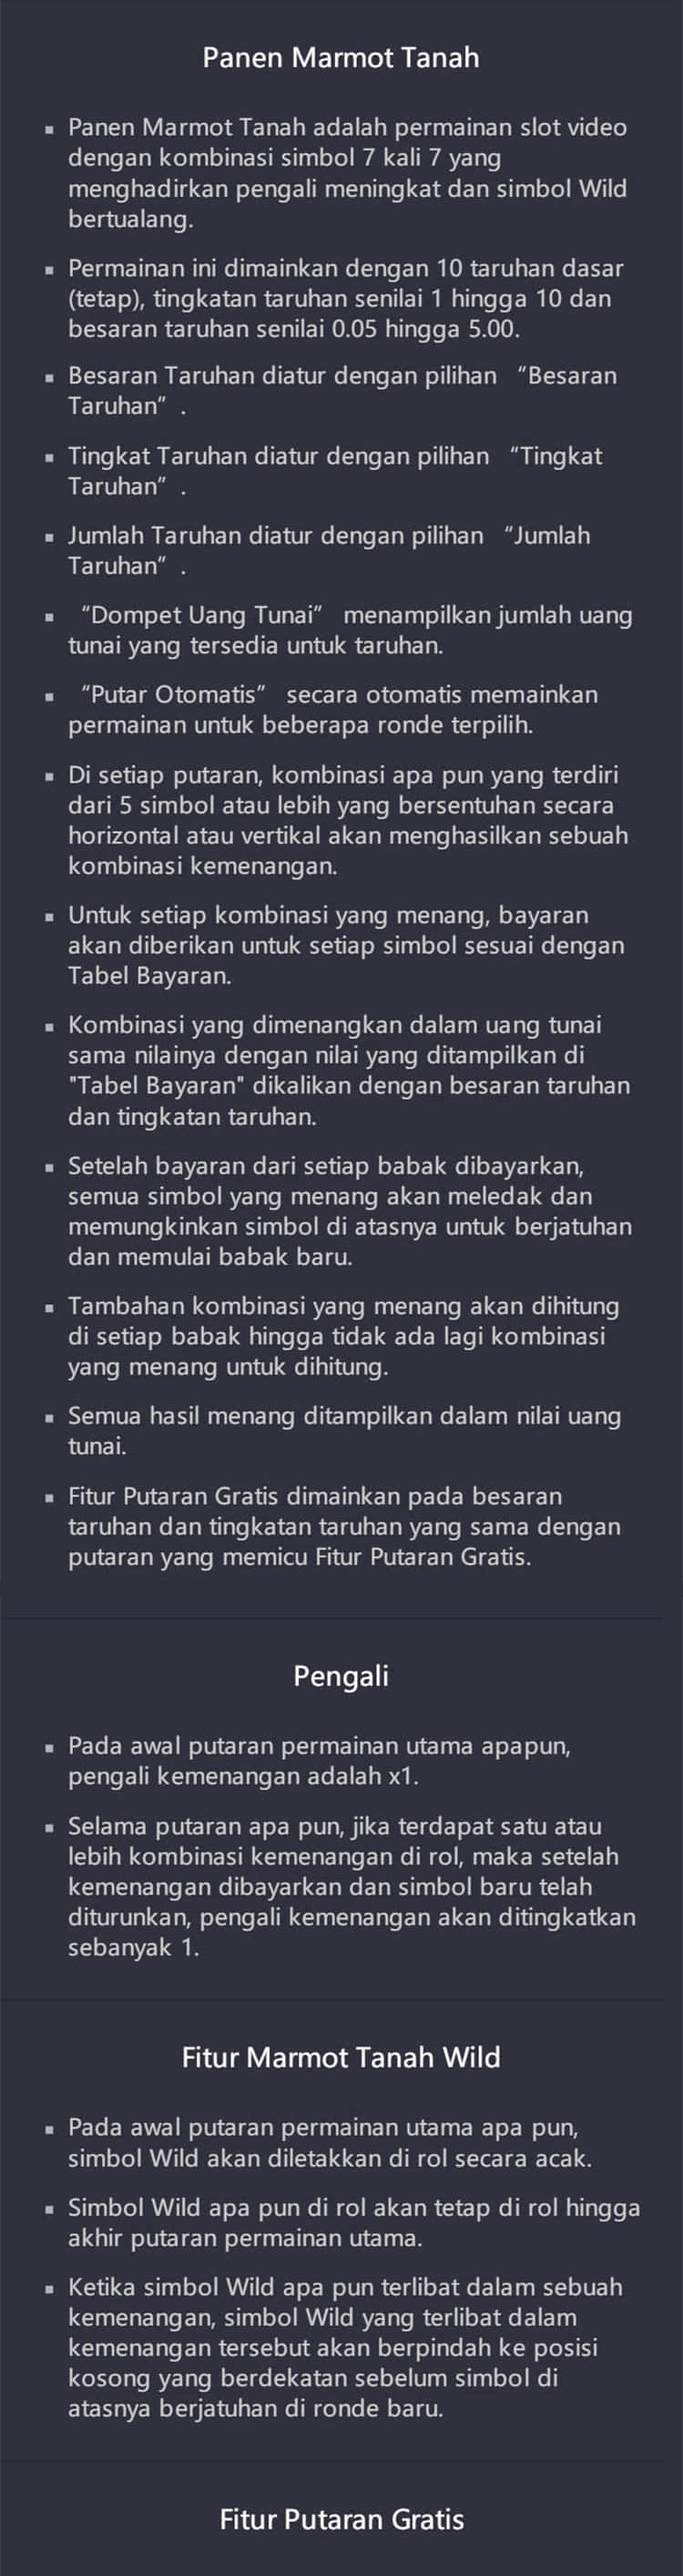 Panen Marmot Tanah
▪ Panen Marmot Tanah adalah permainan slot video
dengan kombinasi simbol 7 kali 7 yang
menghadirkan pengali meningkat dan simbol Wild
bertualang.
▪ Permainan ini dimainkan dengan 10 taruhan dasar
(tetap), tingkatan taruhan senilai 1 hingga 10 dan
besaran taruhan senilai 0.05 hingga 5.00.
▪ Besaran Taruhan diatur dengan pilihan “Besaran
Taruhan” .
▪ Tingkat Taruhan diatur dengan pilihan “Tingkat
Taruhan” .
▪ Jumlah Taruhan diatur dengan pilihan “Jumlah
Taruhan” .
▪ “Dompet Uang Tunai” menampilkan jumlah uang
tunai yang tersedia untuk taruhan.
▪ “Putar Otomatis” secara otomatis memainkan
permainan untuk beberapa ronde terpilih.
▪ Di setiap putaran, kombinasi apa pun yang terdiri
dari 5 simbol atau lebih yang bersentuhan secara
horizontal atau vertikal akan menghasilkan sebuah
kombinasi kemenangan.
▪ Untuk setiap kombinasi yang menang, bayaran
akan diberikan untuk setiap simbol sesuai dengan
Tabel Bayaran.
▪ Kombinasi yang dimenangkan dalam uang tunai
sama nilainya dengan nilai yang ditampilkan di
"Tabel Bayaran" dikalikan dengan besaran taruhan
dan tingkatan taruhan.
▪ Setelah bayaran dari setiap babak dibayarkan,
semua simbol yang menang akan meledak dan
memungkinkan simbol di atasnya untuk berjatuhan
dan memulai babak baru.
▪ Tambahan kombinasi yang menang akan dihitung
di setiap babak hingga tidak ada lagi kombinasi
yang menang untuk dihitung.
▪ Semua hasil menang ditampilkan dalam nilai uang
tunai.
▪ Fitur Putaran Gratis dimainkan pada besaran
taruhan dan tingkatan taruhan yang sama dengan
putaran yang memicu Fitur Putaran Gratis.
Pengali
▪ Pada awal putaran permainan utama apapun,
pengali kemenangan adalah x1.
▪ Selama putaran apa pun, jika terdapat satu atau
lebih kombinasi kemenangan di rol, maka setelah
kemenangan dibayarkan dan simbol baru telah
diturunkan, pengali kemenangan akan ditingkatkan
sebanyak 1.
Fitur Marmot Tanah Wild
▪ Pada awal putaran permainan utama apa pun,
simbol Wild akan diletakkan di rol secara acak.
▪ Simbol Wild apa pun di rol akan tetap di rol hingga
akhir putaran permainan utama.
▪ Ketika simbol Wild apa pun terlibat dalam sebuah
kemenangan, simbol Wild yang terlibat dalam
kemenangan tersebut akan berpindah ke posisi
kosong yang berdekatan sebelum simbol di
atasnya berjatuhan di ronde baru.
Fitur Putaran Gratis